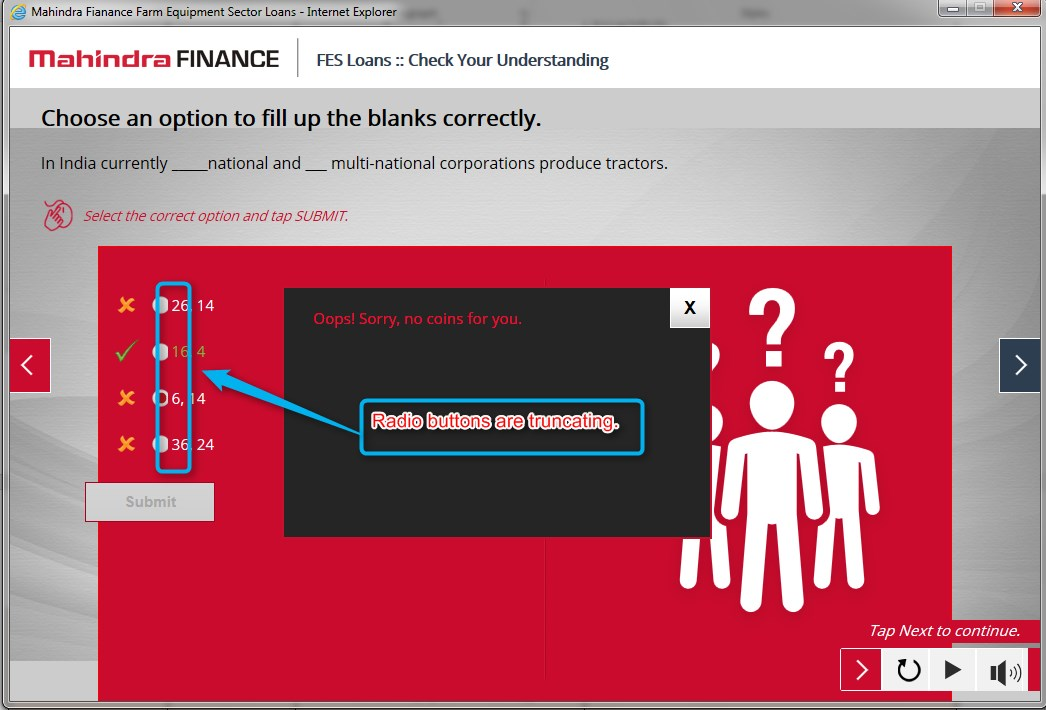 Mahindra Fianance Farm Equipment Sector Loans - Internet Explorer
Mahindra FINANCE
FES Loans :: Check Your Understanding
Choose an option to fill up the blanks correctly.
In India currently _____national and ___ multi-national corporations produce tractors.
Select the correct option and tap SUBMIT.
26, 14
16, 4
6, 14
36, 24
Submit
Oops! Sorry, no coins for you.
X
Radio buttons are truncating.
? ?
Tap Next to continue.